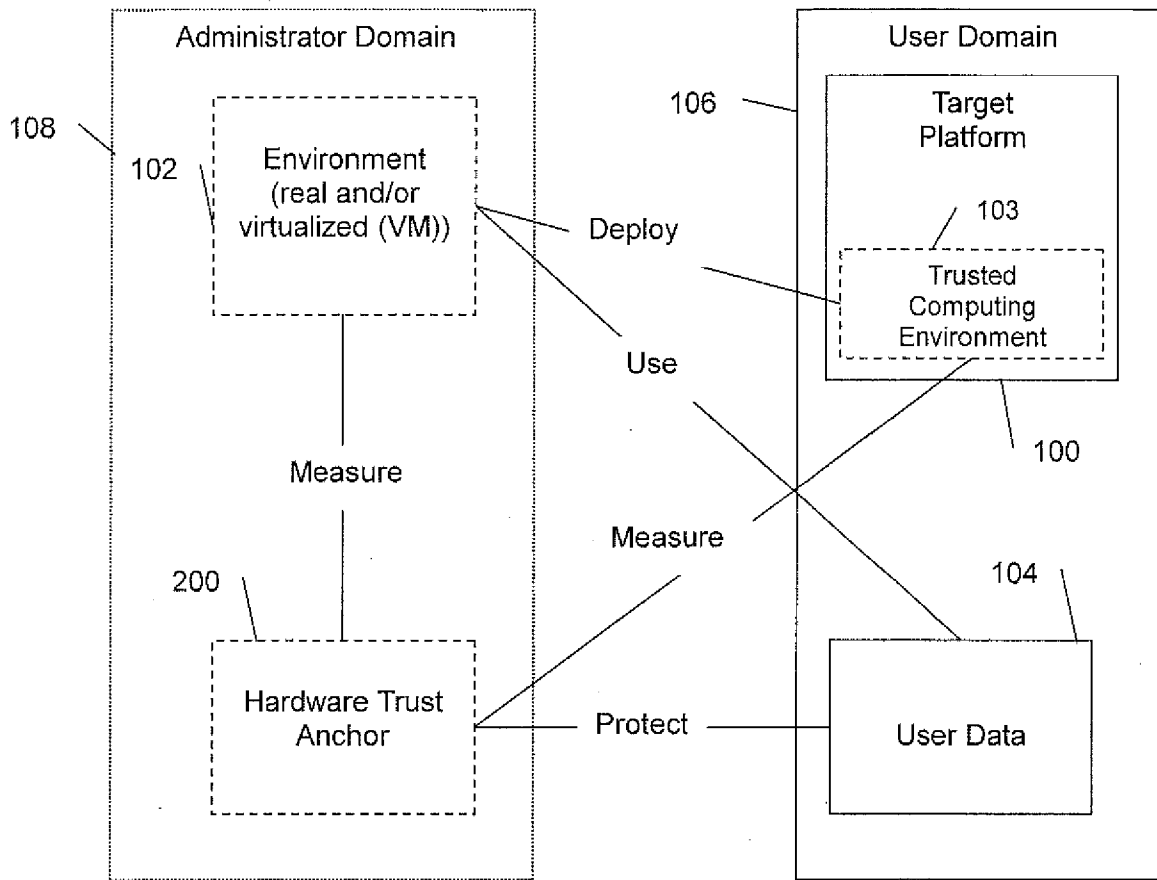 Administrator Domain
User Domain
108
102
Environment
(real and/or
virtualized (VM))
106
Target
Platform
Deploy
103
Trusted
Computing
Environment
Use
100
Measure
Measure
200
104
Hardware Trust
Anchor
Protect
User Data